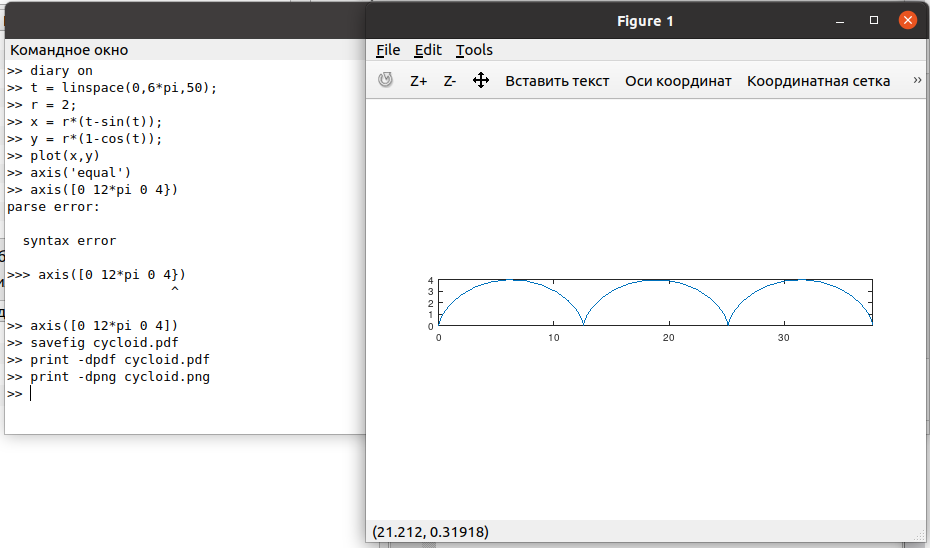 Командное окно
>> diary on
>> t = linspace(0,6*pi,50);
>> r = 2;
>> x = r*(t-sin(t));
>> y = r*(1-cos(t));
>> plot(x,y)
>> axis('equal')
>> axis([0 12*pi 0 4})
parse error:
syntax error
>>> axis([0 12*pi 0 4})
^
>> axis([0 12*pi 0 4])
>> savefig cycloid.pdf
>> print -dpdf cycloid.pdf
>> print -dpng cycloid.png
>>
Figure 1
File Edit Tools
Z+ Z- Вставить текст Оси координат Координатная сетка »
4
3
2
1
0
0 10 20 30
(21.212, 0.31918)